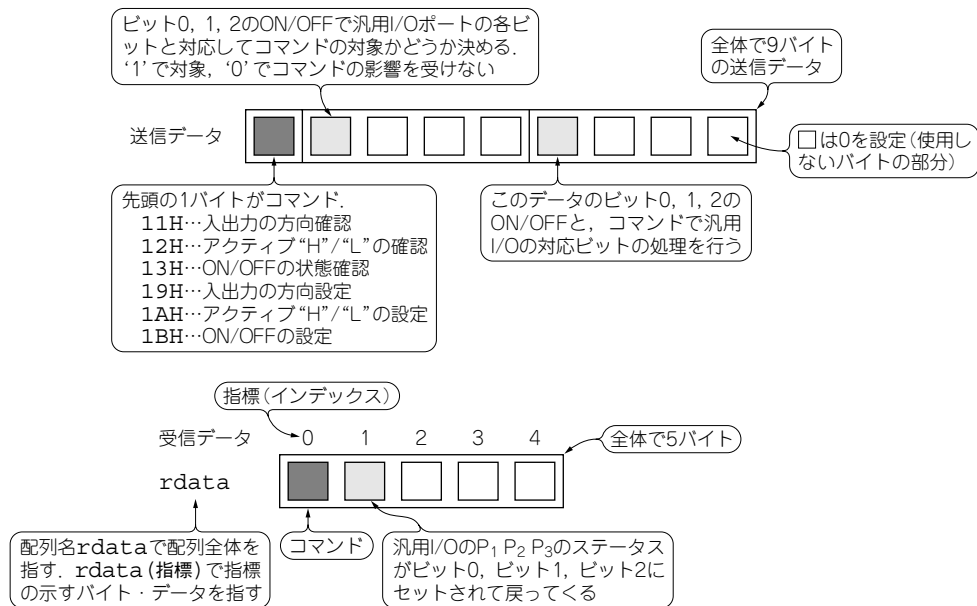 ビット0, 1, 2のON/OFFで汎用I/Oポートの各ビ
ットと対応してコマンドの対象かどうか決める.
‘1’で対象, ‘0’でコマンドの影響を受けない
全体で9バイト
の送信データ
送信データ
□は0を設定(使用し
ないバイトの部分)
先頭の1バイトがコマンド.
11H…入出力の方向確認
12H…アクティブ“H”/“L”の確認
13H…ON/OFFの状態確認
19H…入出力の方向設定
1AH…アクティブ“H”/“L”の設定
1BH…ON/OFFの設定
このデータのビット0, 1, 2の
ON/OFFと, コマンドで汎用
I/Oの対応ビットの処理を行う
指標(インデックス)
受信データ 0 1 2 3 4
全体で5バイト
rdata
配列名rdataで配列全体を
指す. rdata(指標)で指標
の示すバイト・データを指す
コマンド
汎用I/OのP₁ P₂ P₃のステータス
がビット0, ビット1, ビット2に
セットされて戻ってくる